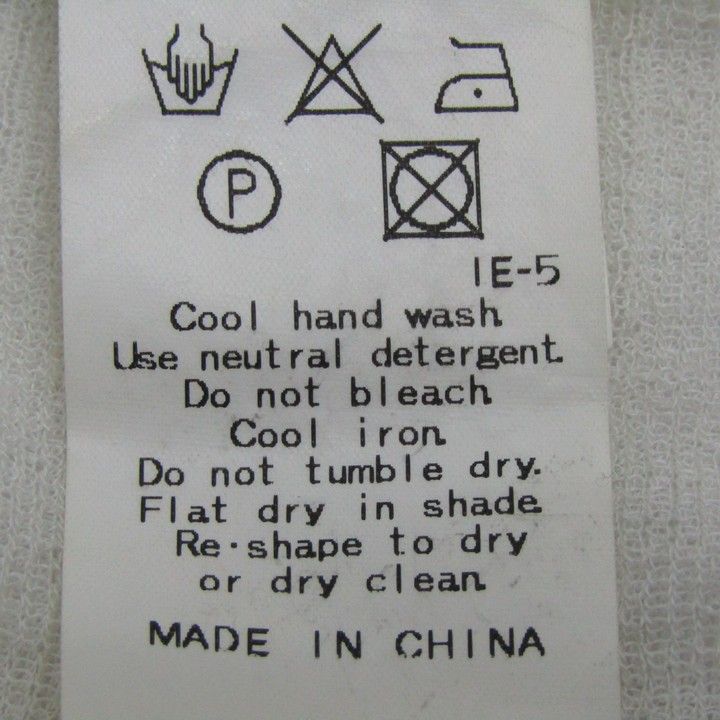 P
IE-5
Cool hand wash
Use neutral detergent
Do not bleach
Cool iron
Do not tumble dry.
Flat dry in shade
Re-shape to dry
or dry clean
MADE IN CHINA